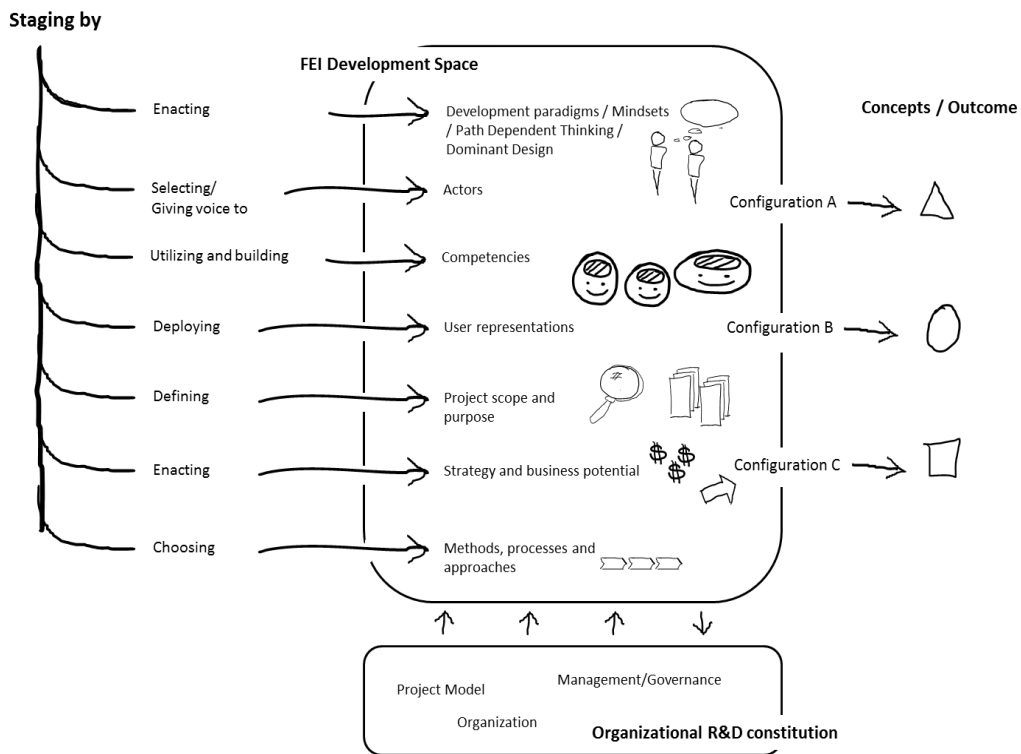 Staging by
FEI Development Space
Concepts / Outcome
Enacting
Development paradigms / Mindsets
/ Path Dependent Thinking /
Dominant Design
Selecting/
Giving voice to
Actors
Configuration A
Utilizing and building
Competencies
Deploying
User representations
Configuration B
Defining
Project scope and
purpose
Enacting
Strategy and business potential
$ $ $
Configuration C
Choosing
Methods, processes and
approaches
Project Model
Management/Governance
Organization
Organizational R&D constitution